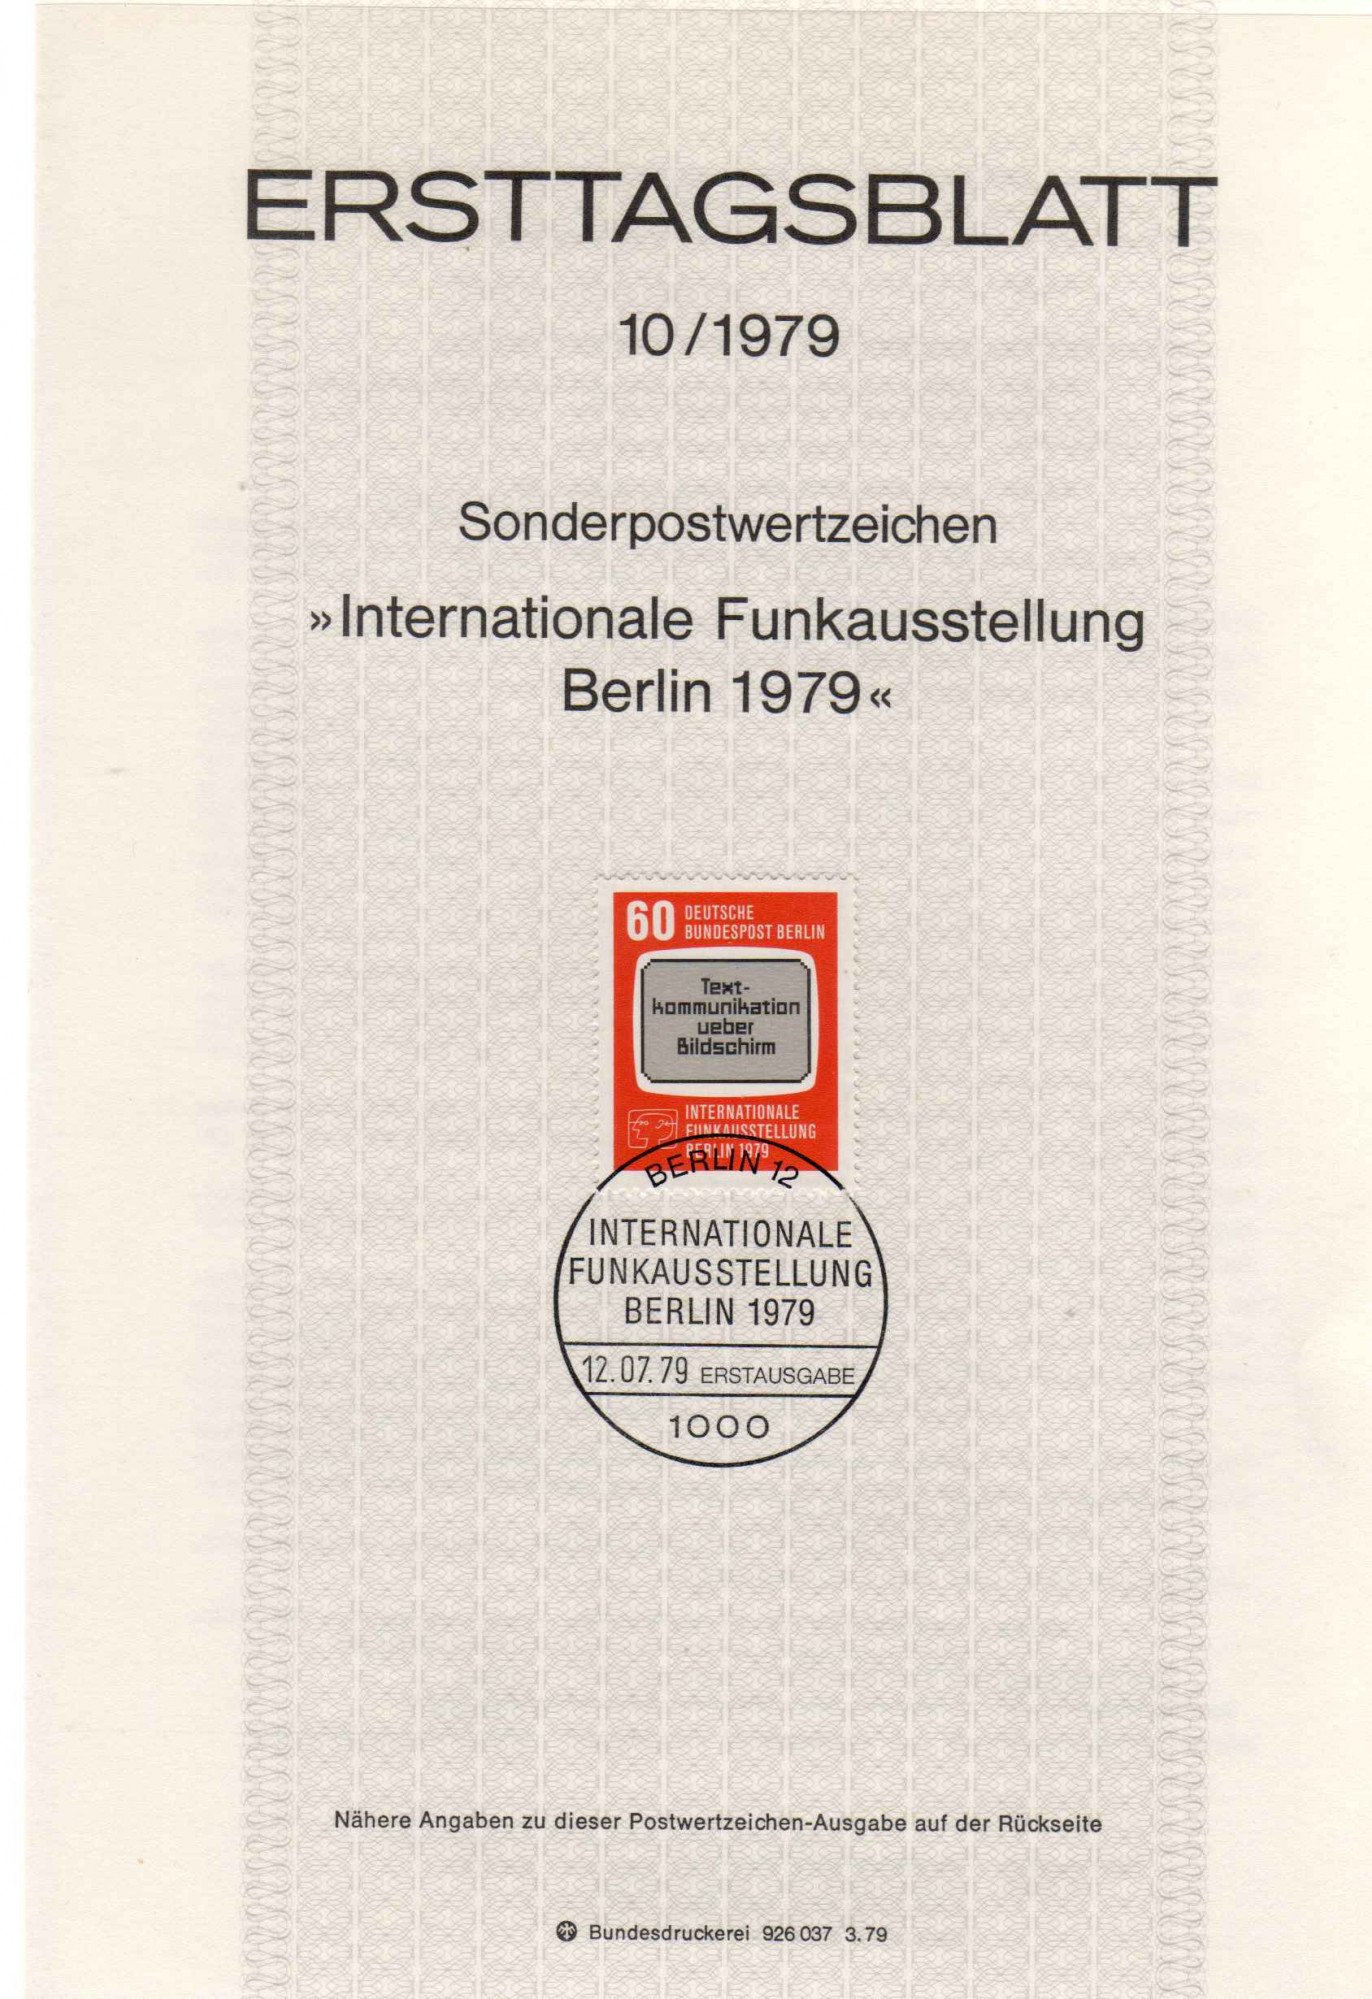 ERSTTAGSBLATT
10/1979
Sonderpostwertzeichen
»Internationale Funkausstellung
Berlin 1979«
60 DEUTSCHE
BUNDESPOST BERLIN
Text-
kommunikation
ueber
Bildschirm
INTERNATIONALE
FUNKAUSSTELLUNG
BERLIN 1979
BERLIN 12
INTERNATIONALE
FUNKAUSSTELLUNG
BERLIN 1979
12.07.79 ERSTAUSGABE
1000
Nähere Angaben zu dieser Postwertzeichen-Ausgabe auf der Rückseite
Bundesdruckerei 926 037 3.79